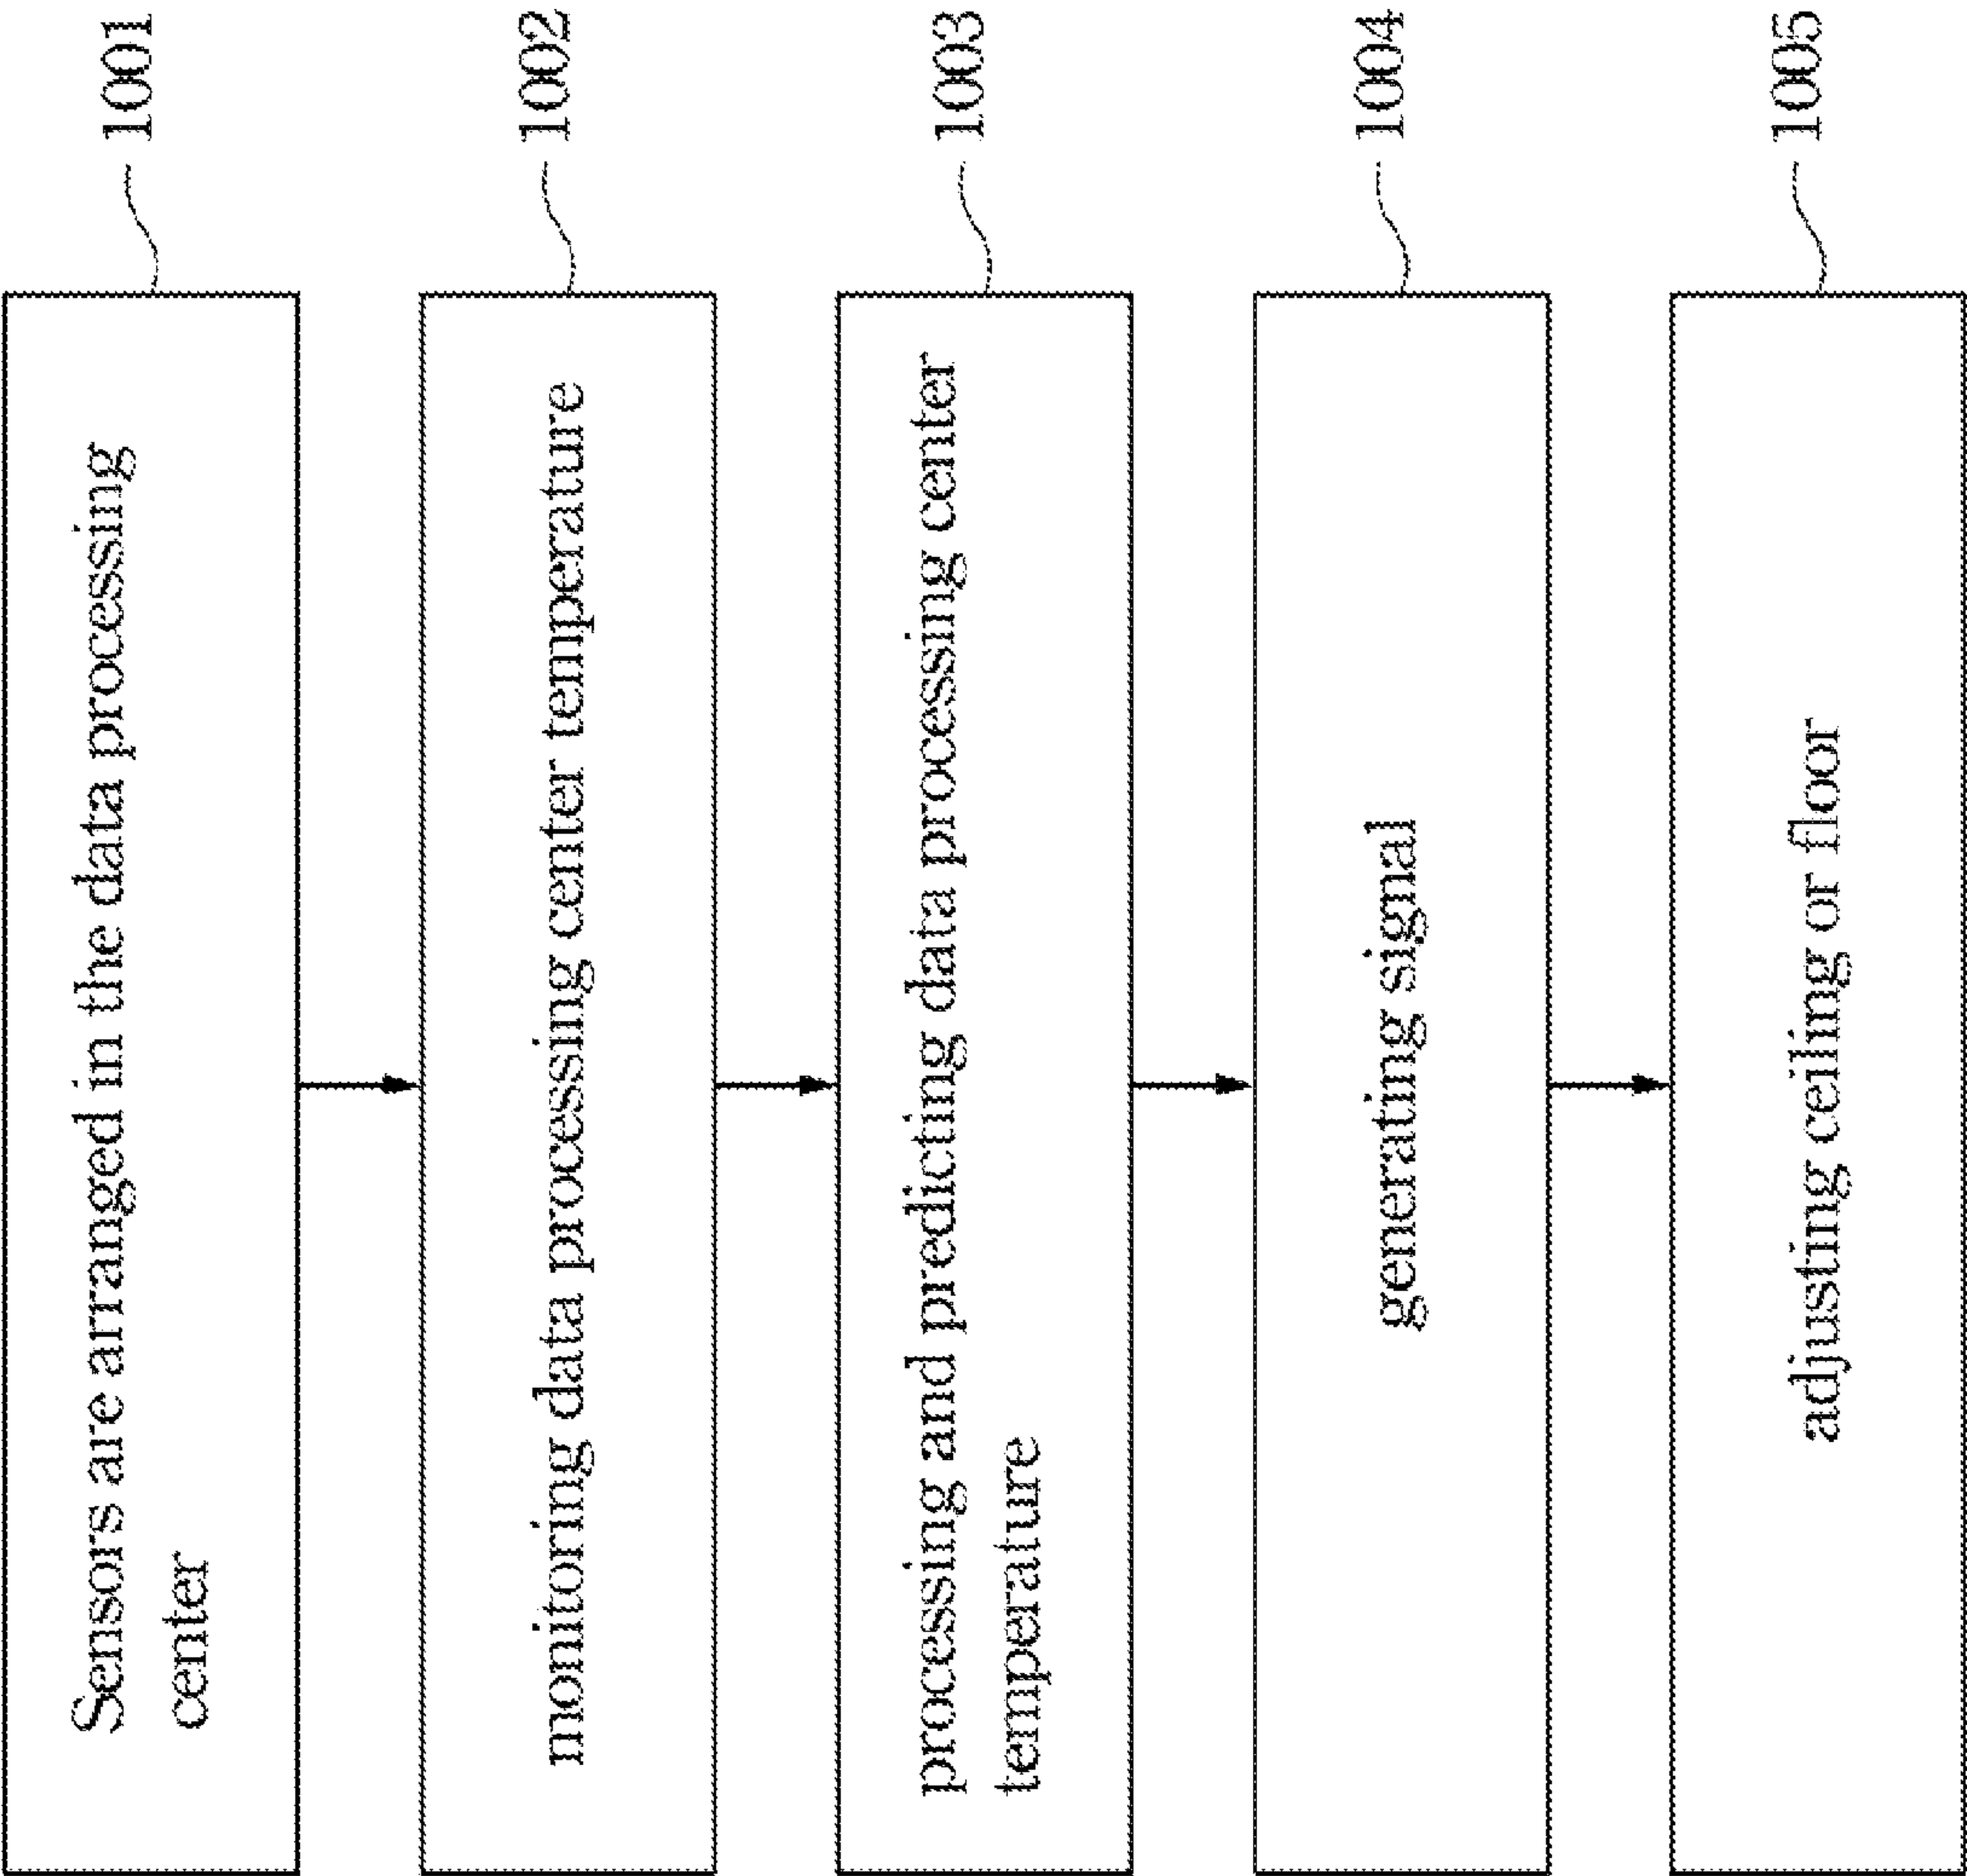 Sensors are arranged in the data processing
center
1001
monitoring data processing center temperature
1002
processing and predicting data processing center
temperature
1003
generating signal
1004
adjusting ceiling or floor
1005